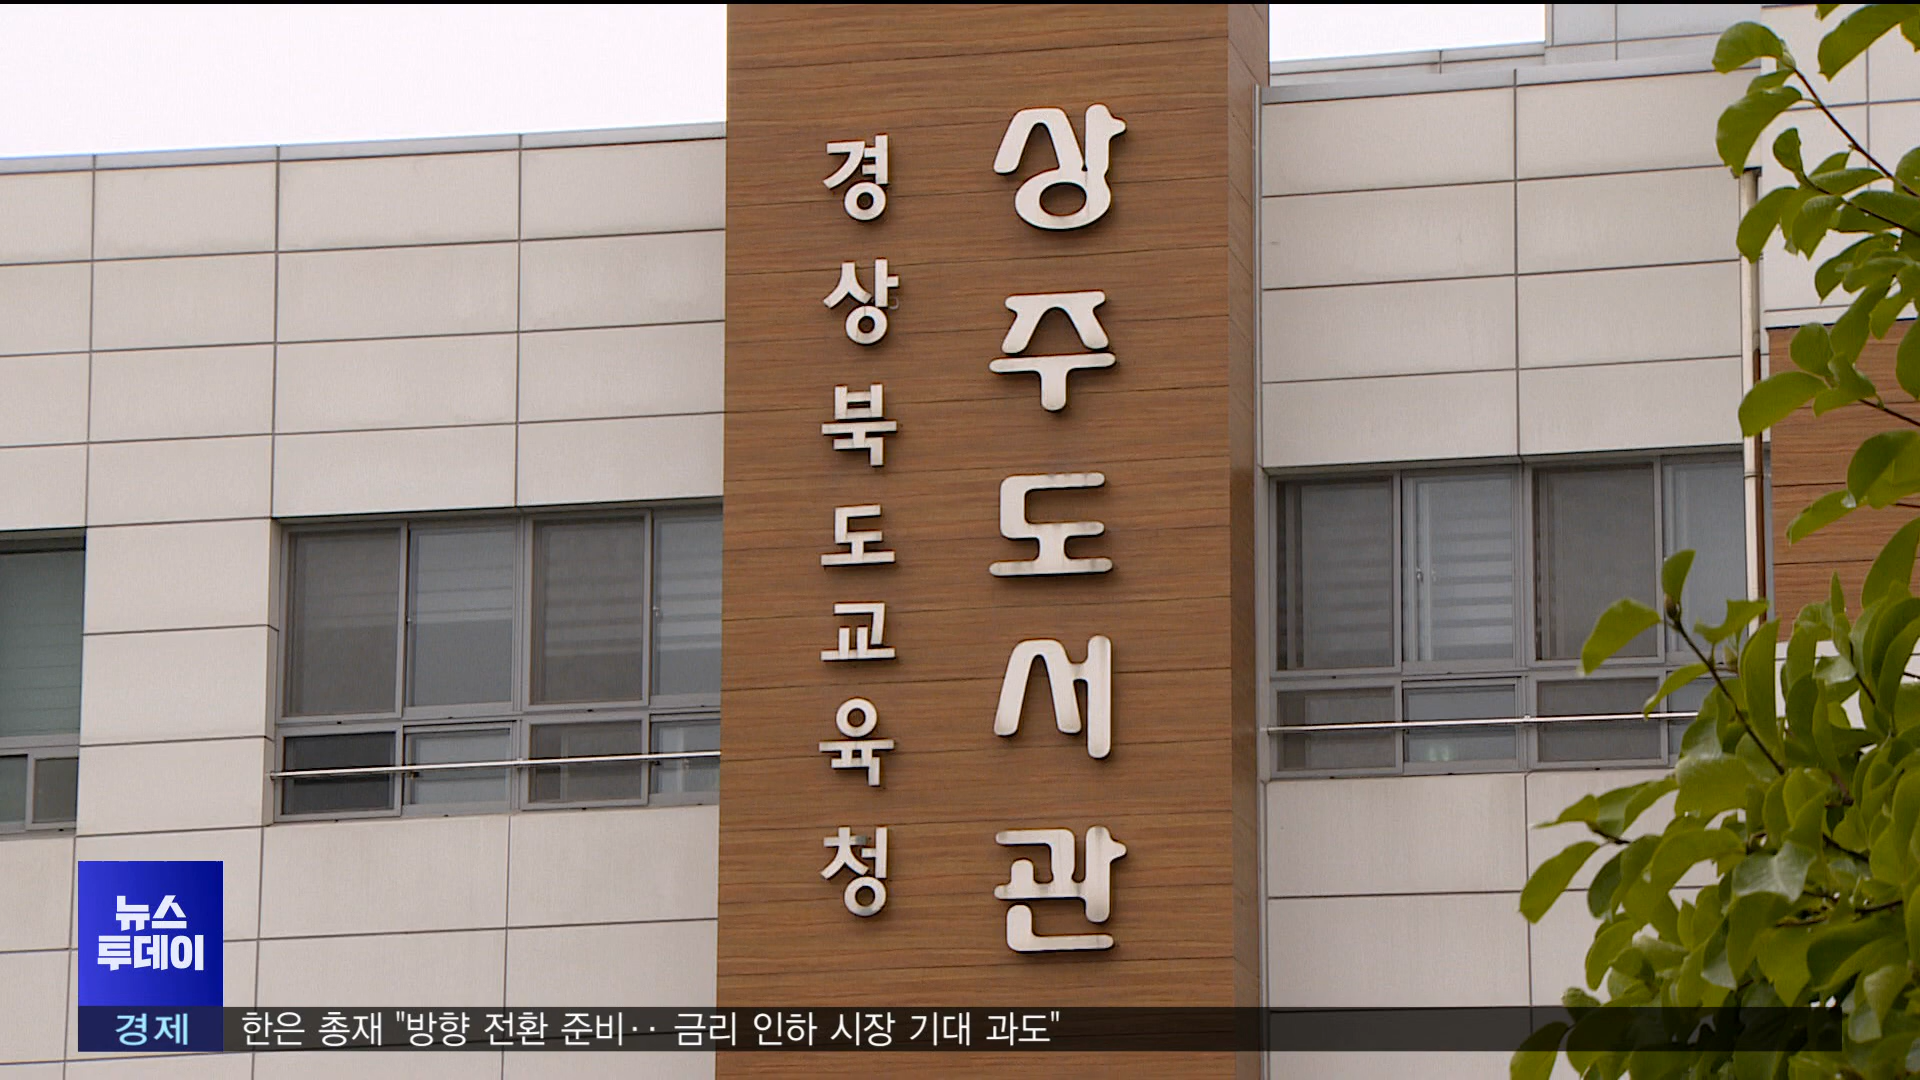 경상북도교육청
상주도서관
뉴스
투데이
경제
한은 총재 "방향 전환 준비‥ 금리 인하 시장 기대 과도"